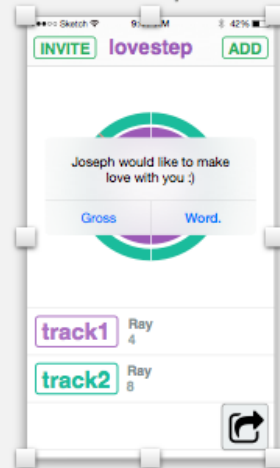 Sketch 42%
INVITE lovestep ADD
Joseph would like to make
love with you :)
Gross Word.
track1 Ray
4
track2 Ray
8